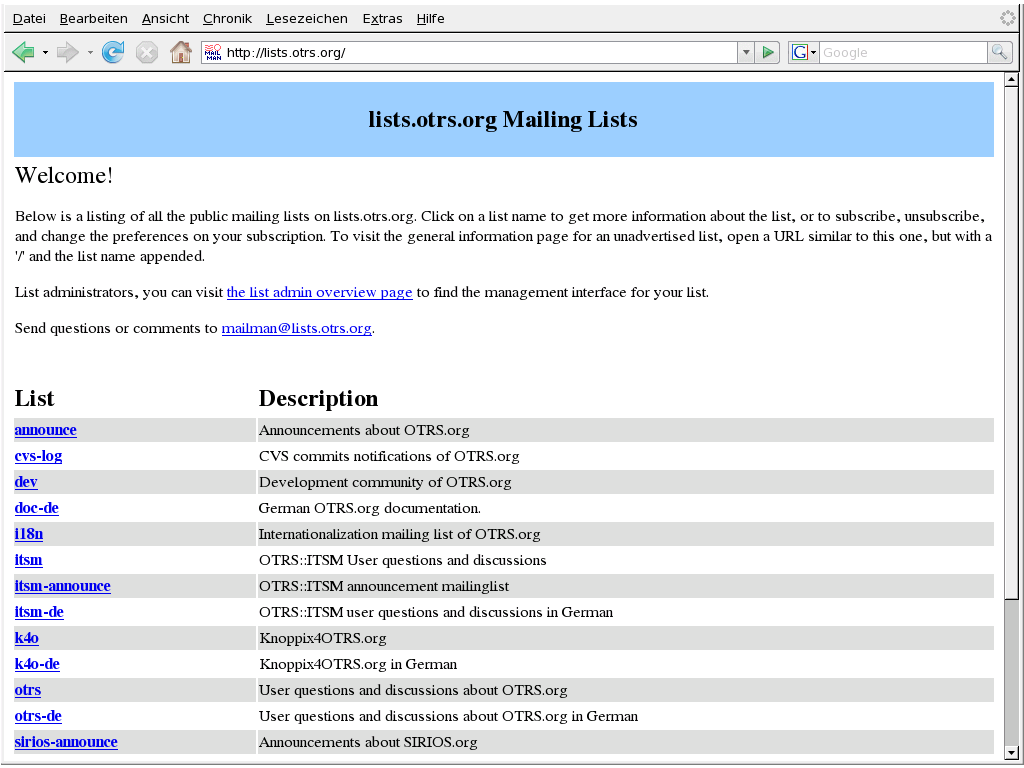 Datei Bearbeiten Ansicht Chronik Lesezeichen Extras Hilfe
MAIL MAN http://lists.otrs.org/ G Google
lists.otrs.org Mailing Lists
Welcome!
Below is a listing of all the public mailing lists on lists.otrs.org. Click on a list name to get more information about the list, or to subscribe, unsubscribe,
and change the preferences on your subscription. To visit the general information page for an unadvertised list, open a URL similar to this one, but with a
'/' and the list name appended.
List administrators, you can visit the list admin overview page to find the management interface for your list.
Send questions or comments to mailman@lists.otrs.org.
List Description
announce Announcements about OTRS.org
cvs-log CVS commits notifications of OTRS.org
dev Development community of OTRS.org
doc-de German OTRS.org documentation.
i18n Internationalization mailing list of OTRS.org
itsm OTRS::ITSM User questions and discussions
itsm-announce OTRS::ITSM announcement mailinglist
itsm-de OTRS::ITSM user questions and discussions in German
k4o Knoppix4OTRS.org
k4o-de Knoppix4OTRS.org in German
otrs User questions and discussions about OTRS.org
otrs-de User questions and discussions about OTRS.org in German
sirios-announce Announcements about SIRIOS.org